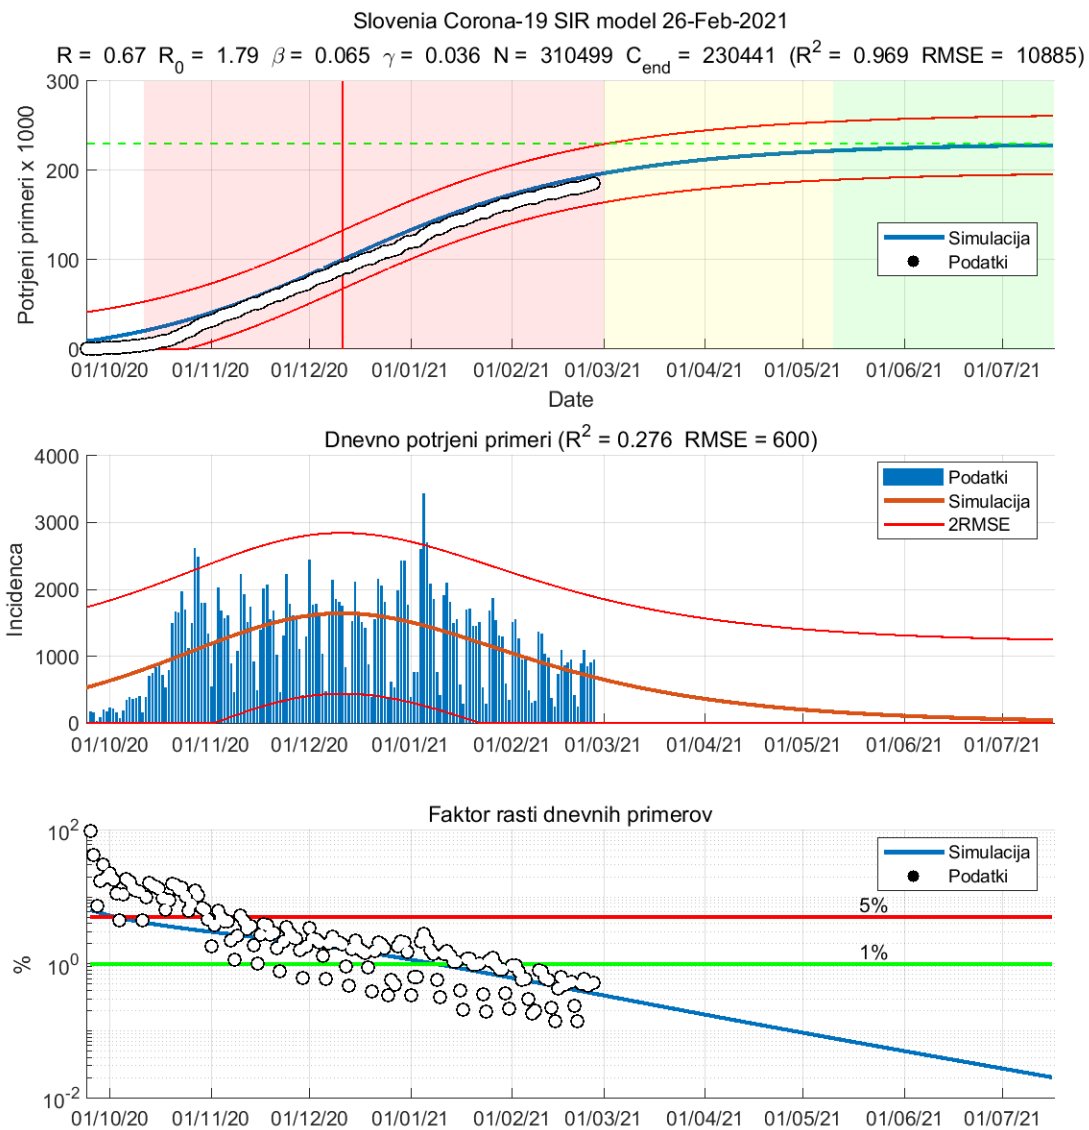 Slovenia Corona-19 SIR model 26-Feb-2021
R = 0.67 R_0 = 1.79 β = 0.065 γ = 0.036 N = 310499 C_end = 230441 (R^2 = 0.969 RMSE = 10885)
300
200
100
0
Potrjeni primeri x 1000
Simulacija
Podatki
01/10/20 01/11/20 01/12/20 01/01/21 01/02/21 01/03/21 01/04/21 01/05/21 01/06/21 01/07/21
Date
Dnevno potrjeni primeri (R^2 = 0.276 RMSE = 600)
4000
3000
2000
1000
0
Incidenca
Podatki
Simulacija
2RMSE
01/10/20 01/11/20 01/12/20 01/01/21 01/02/21 01/03/21 01/04/21 01/05/21 01/06/21 01/07/21
Faktor rasti dnevnih primerov
10^2
10^0
10^-2
%
Simulacija
Podatki
5%
1%
01/10/20 01/11/20 01/12/20 01/01/21 01/02/21 01/03/21 01/04/21 01/05/21 01/06/21 01/07/21